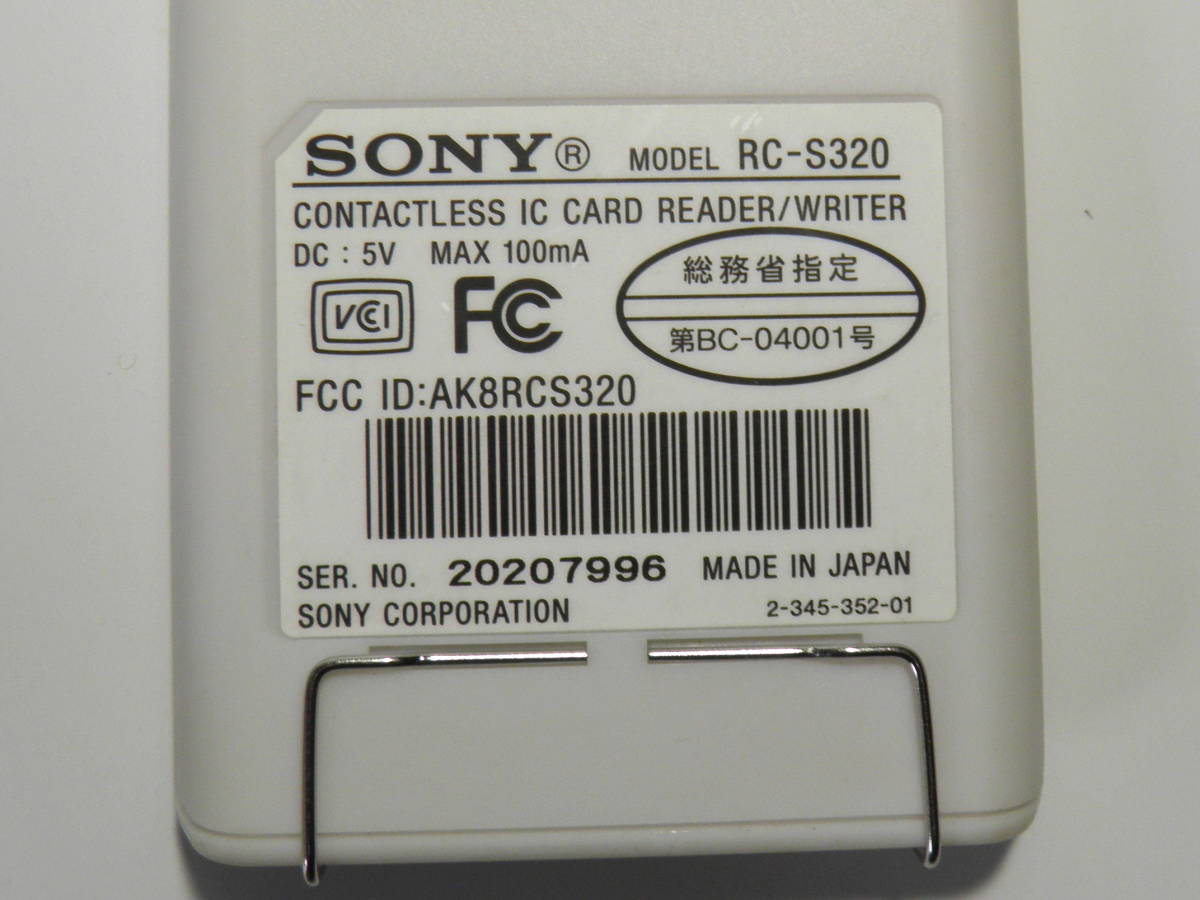 SONY® MODEL RC-S320
CONTACTLESS IC CARD READER/WRITER
DC : 5V MAX 100mA
総務省指定
第BC-04001号
VCCI
FCC
FCC ID:AK8RCS320
SER. NO. 20207996 MADE IN JAPAN
SONY CORPORATION 2-345-352-01